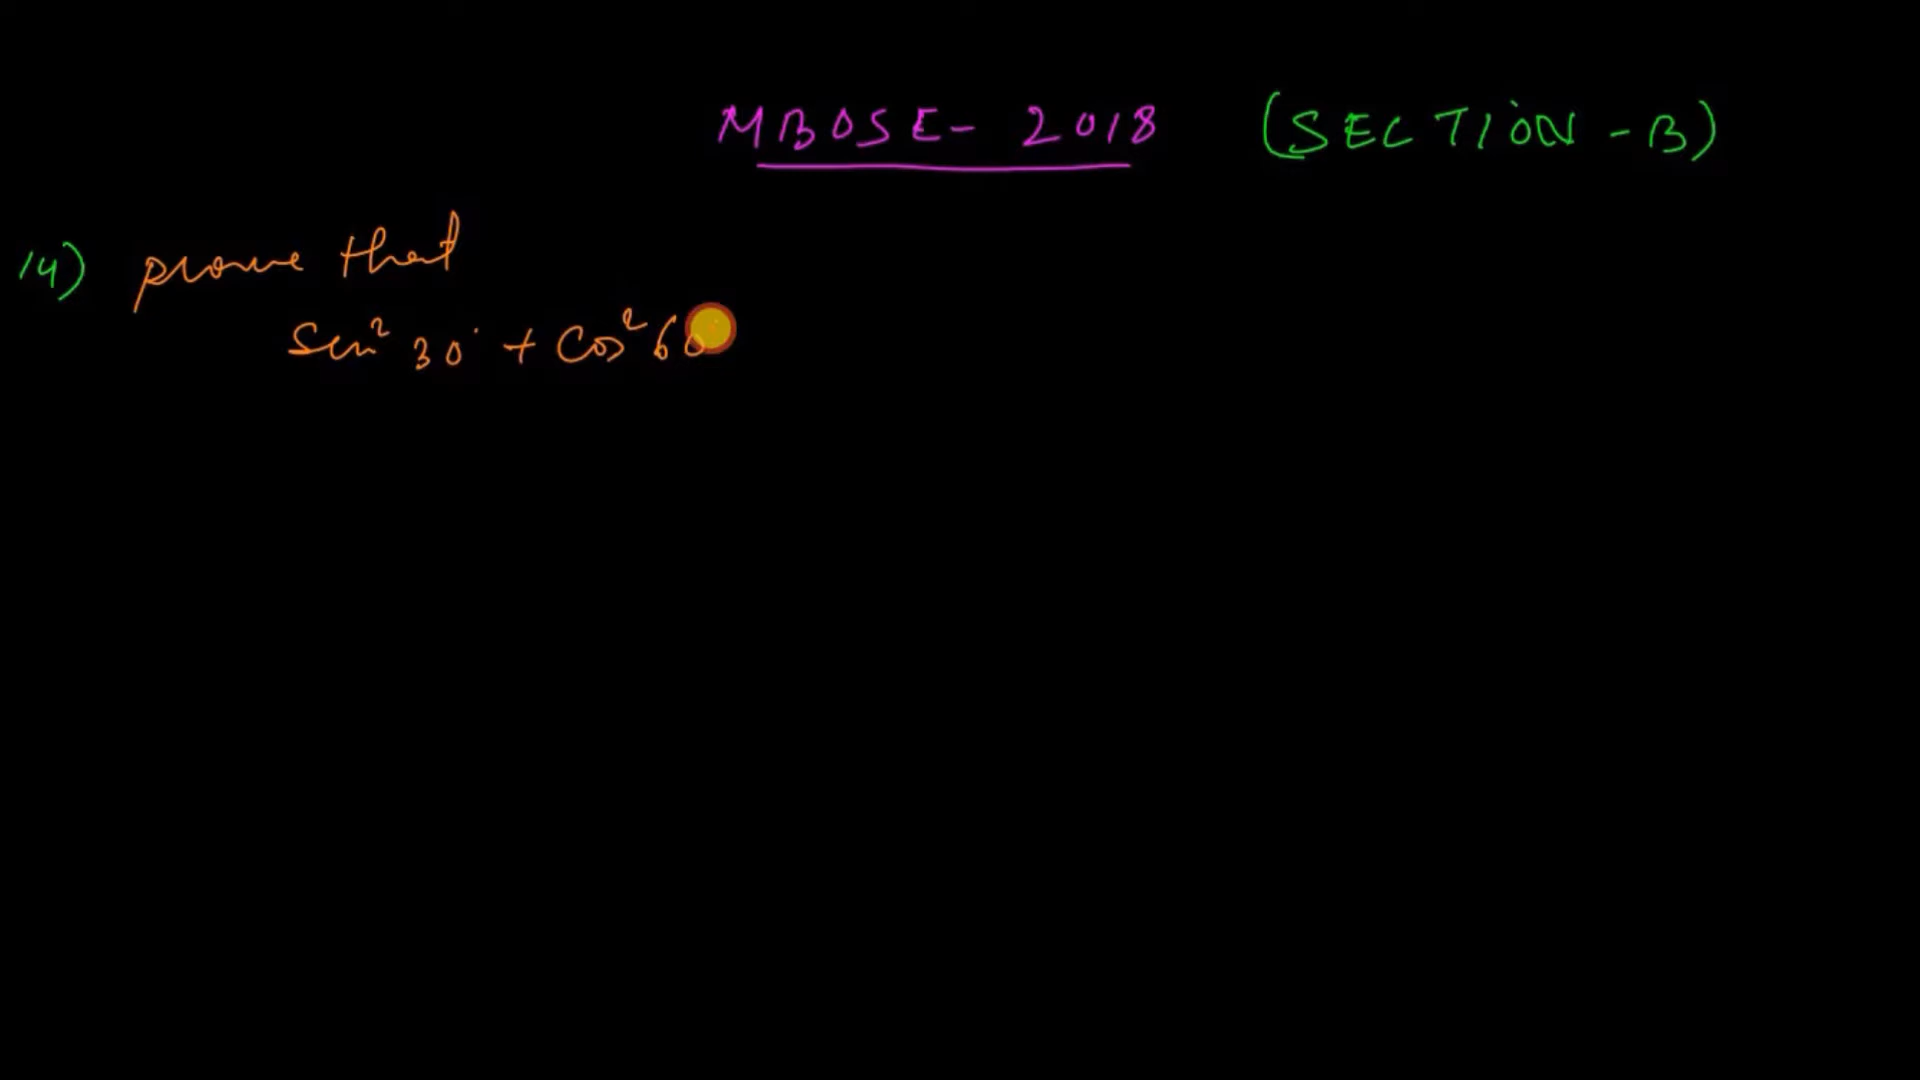 MBOSE - 2018 (SECTION - B)
14) prove that
Sin² 30° + Cos² 60